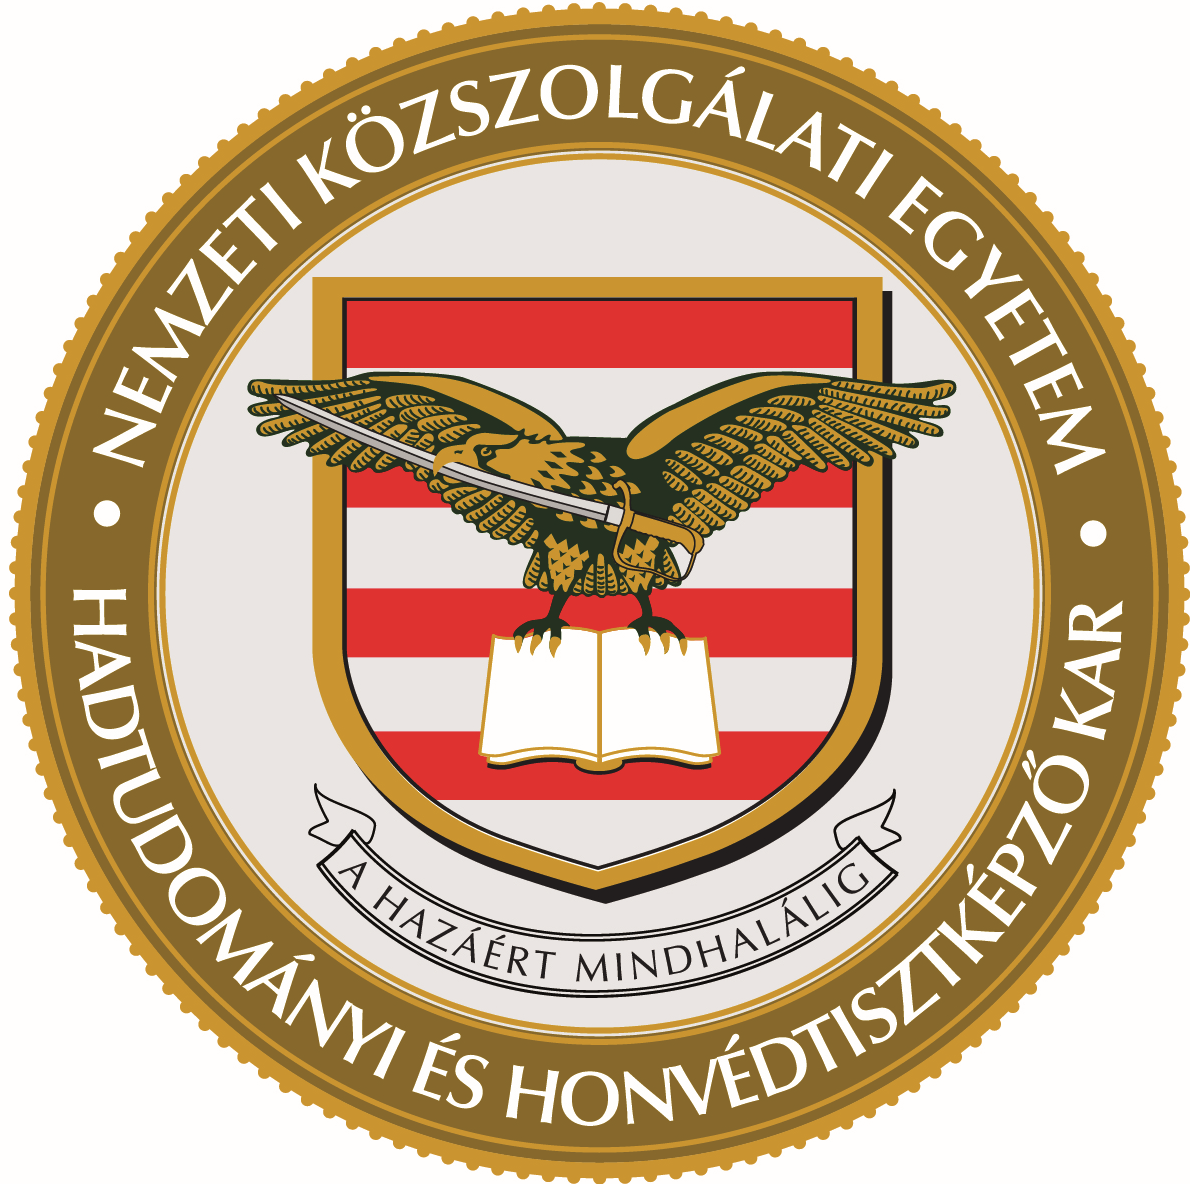 NEMZETI KÖZSZOLGÁLATI EGYETEM
HADTUDOMÁNYI ÉS HONVÉDTISZTKÉPZŐ KAR
A HAZÁÉRT MINDHALÁLIG